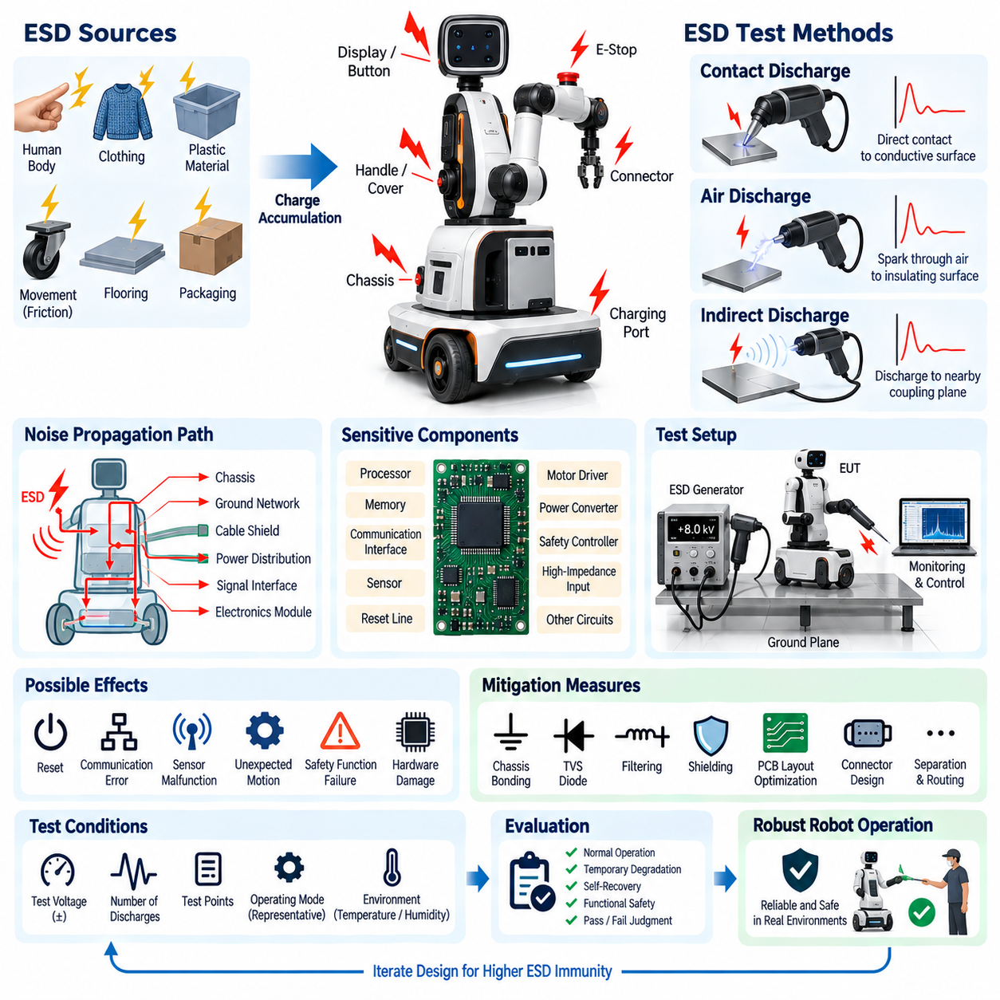 ESD Sources
Human
Body
Clothing
Plastic
Material
Movement
(Friction)
Flooring
Packaging
Charge
Accumulation
Display /
Button
E-Stop
Handle /
Cover
Connector
Chassis
Charging
Port
ESD Test Methods
Contact Discharge
Direct contact
to conductive surface
Air Discharge
Spark through air
to insulating surface
Indirect Discharge
Discharge to nearby
coupling plane
Noise Propagation Path
ESD
Chassis
Ground Network
Cable Shield
Power Distribution
Signal Interface
Electronics Module
Sensitive Components
Processor
Memory
Communication
Interface
Sensor
Reset Line
Motor Driver
Power Converter
Safety Controller
High-Impedance
Input
Other Circuits
Test Setup
ESD Generator
+8.0 kV
EUT
Monitoring
& Control
Ground Plane
Possible Effects
Reset
Communication
Error
Sensor
Malfunction
Unexpected
Motion
Safety Function
Failure
Hardware
Damage
Mitigation Measures
Chassis
Bonding
TVS
Diode
Filtering
Shielding
PCB Layout
Optimization
Connector
Design
Separation
& Routing
Test Conditions
Test Voltage
(±)
Number of
Discharges
Test Points
Operating Mode
(Representative)
Environment
(Temperature / Humidity)
Evaluation
Normal Operation
Temporary Degradation
Self-Recovery
Functional Safety
Pass / Fail Judgment
Robust Robot Operation
Reliable and Safe
in Real Environments
Iterate Design for Higher ESD Immunity